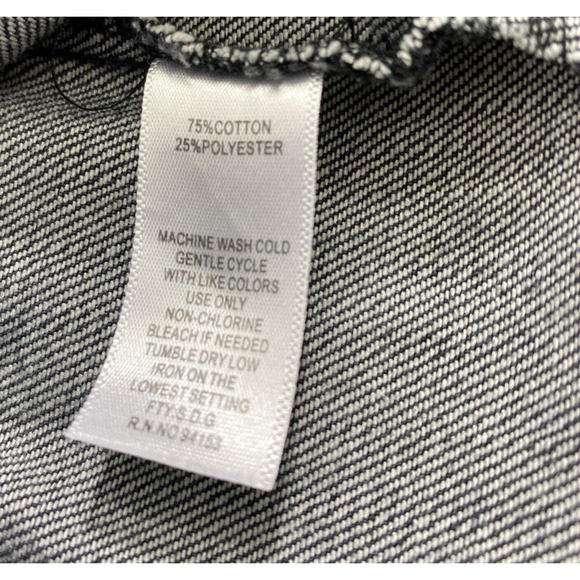 75%COTTON
25%POLYESTER
MACHINE WASH COLD
GENTLE CYCLE
WITH LIKE COLORS
USE ONLY
NON-CHLORINE
BLEACH IF NEEDED
TUMBLE DRY LOW
IRON ON THE
LOWEST SETTING
FTY:S.D.G
R.N NO 94153